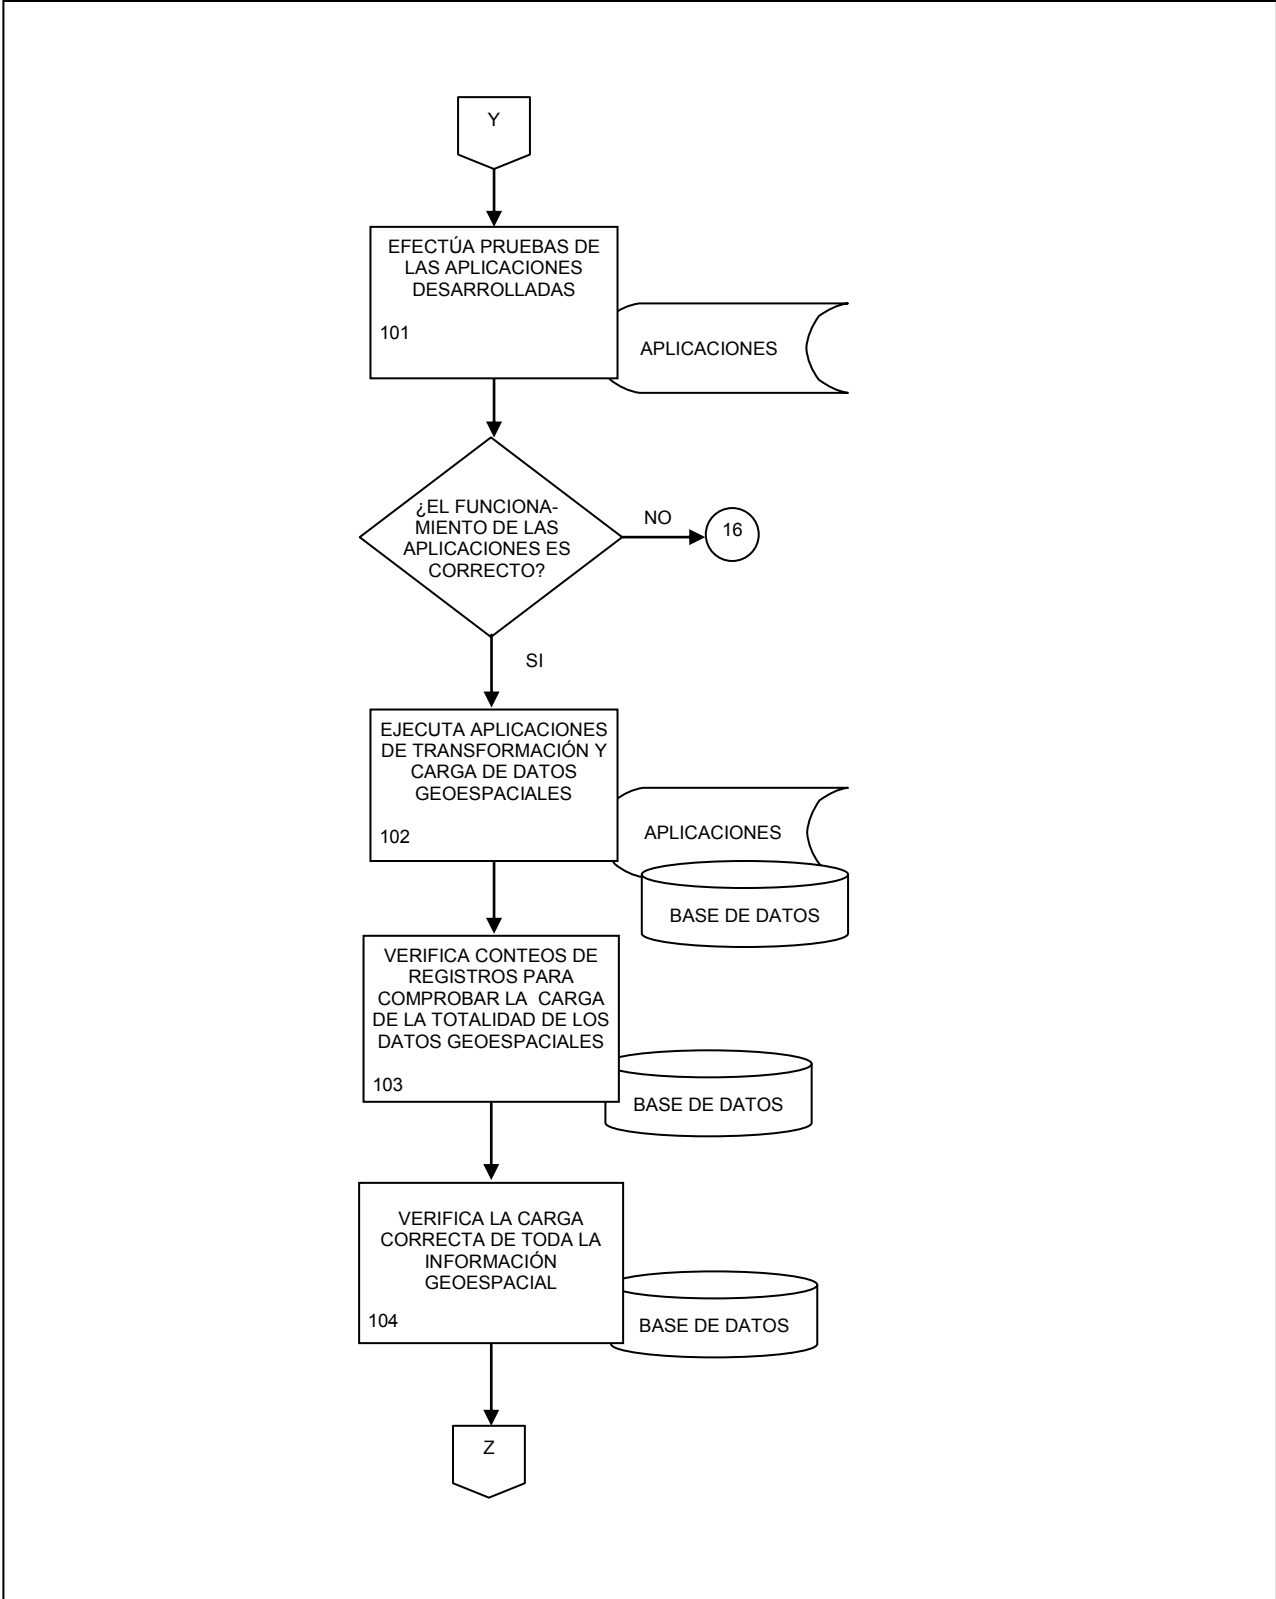 Y
EFECTÚA PRUEBAS DE
LAS APLICACIONES
DESARROLLADAS
101
APLICACIONES
¿EL FUNCIONA-
MIENTO DE LAS
APLICACIONES ES
CORRECTO?
NO
16
SI
EJECUTA APLICACIONES
DE TRANSFORMACIÓN Y
CARGA DE DATOS
GEOESPACIALES
102
APLICACIONES
BASE DE DATOS
VERIFICA CONTEOS DE
REGISTROS PARA
COMPROBAR LA  CARGA
DE LA TOTALIDAD DE LOS
DATOS GEOESPACIALES
103
BASE DE DATOS
VERIFICA LA CARGA
CORRECTA DE TODA LA
INFORMACIÓN
GEOESPACIAL
104
BASE DE DATOS
Z